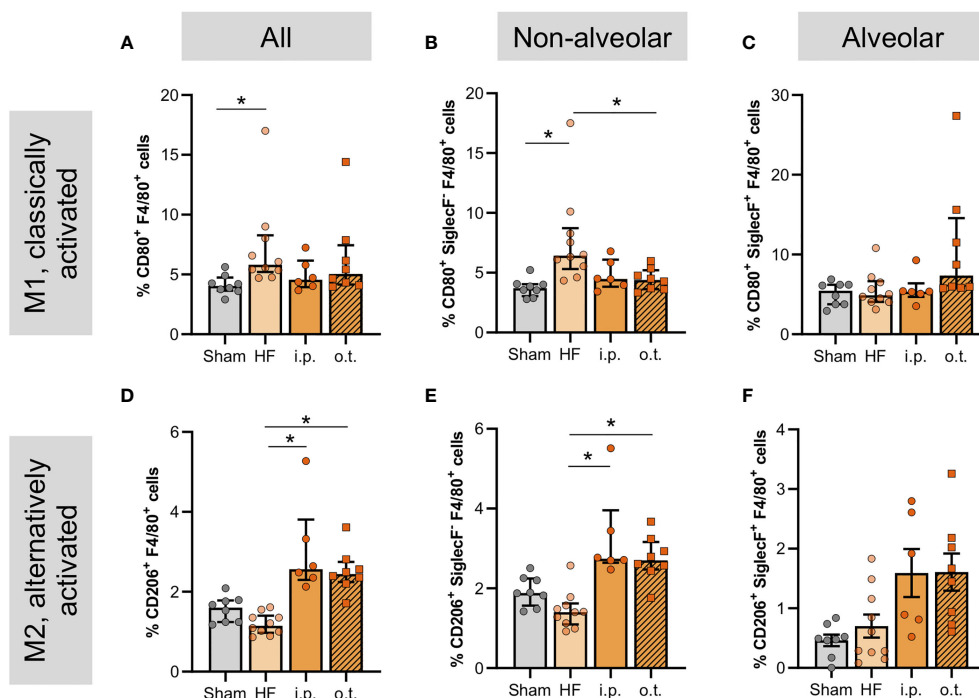 All
Non-alveolar
Alveolar
M1, classically
activated
M2, alternatively
activated
A
% CD80⁺ F4/80⁺ cells
20
15
10
5
0
*
Sham HF i.p. o.t.
B
% CD80⁺ SiglecF⁻ F4/80⁺ cells
20
15
10
5
0
*
*
Sham HF i.p. o.t.
C
% CD80⁺ SiglecF⁺ F4/80⁺ cells
30
20
10
0
Sham HF i.p. o.t.
D
% CD206⁺ F4/80⁺ cells
6
4
2
0
*
*
Sham HF i.p. o.t.
E
% CD206⁺ SiglecF⁻ F4/80⁺ cells
6
4
2
0
*
*
Sham HF i.p. o.t.
F
% CD206⁺ SiglecF⁺ F4/80⁺ cells
4
3
2
1
0
Sham HF i.p. o.t.